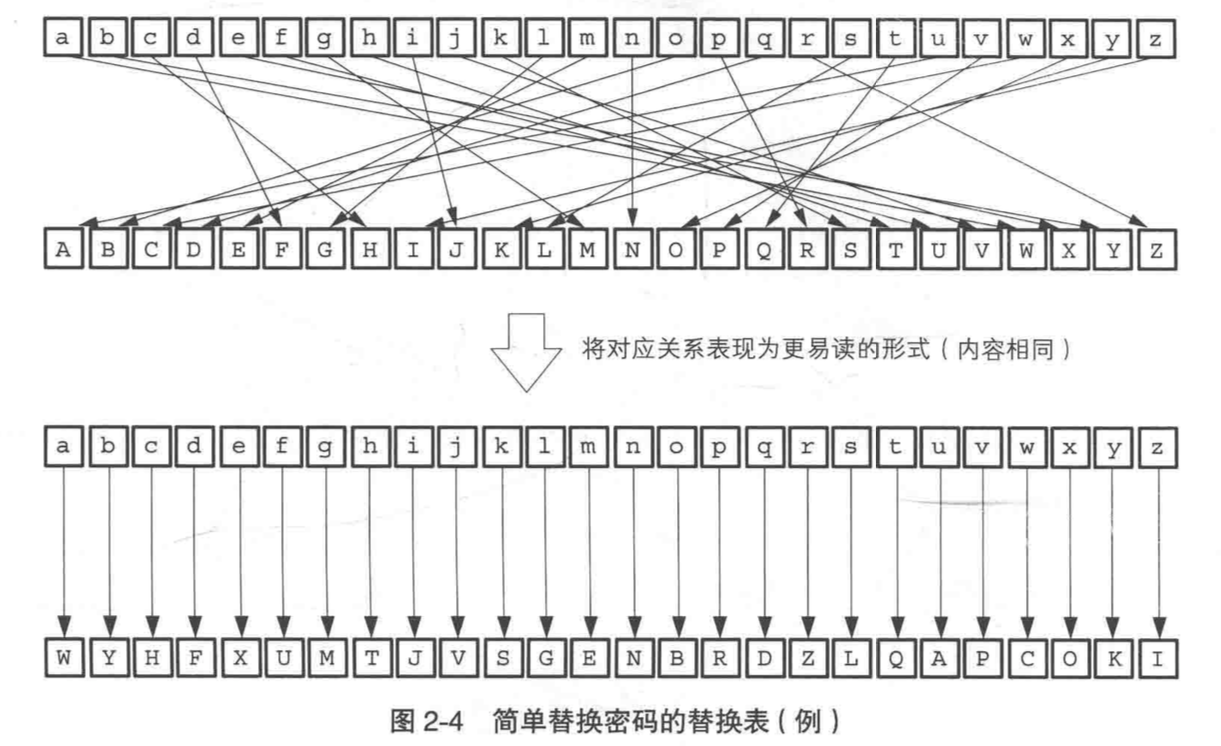 a b c d e f g h i j k l m n o p q r s t u v w x y z
A B C D E F G H I J K L M N O P Q R S T U V W X Y Z
将对应关系表现为更易读的形式（内容相同）
a b c d e f g h i j k l m n o p q r s t u v w x y z
W Y H F X U M T J V S G E N B R D Z L Q A P C O K I
图 2-4 简单替换密码的替换表（例）